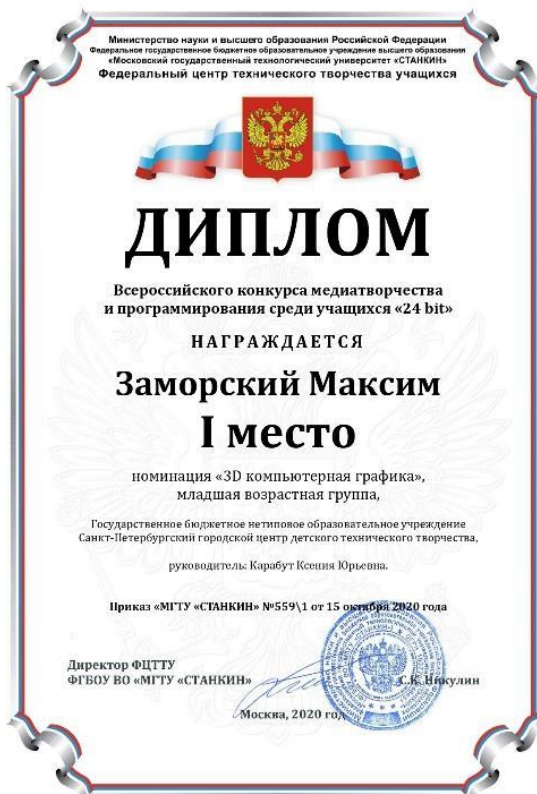 Министерство науки и высшего образования Российской Федерации
Федеральное государственное бюджетное образовательное учреждение высшего образования
«Московский государственный технологический университет «СТАНКИН»
Федеральный центр технического творчества учащихся
ДИПЛОМ
Всероссийского конкурса медиатворчества
и программирования среди учащихся «24 bit»
НАГРАЖДАЕТСЯ
Заморский Максим
I место
номинация «3D компьютерная графика»,
младшая возрастная группа,
Государственное бюджетное нетиповое образовательное учреждение
Санкт-Петербургский городской центр детского технического творчества,
руководитель: Карабут Ксения Юрьевна.
Приказ «МГТУ «СТАНКИН» №559\1 от 15 октября 2020 года
Директор ФЦТТУ
ФГБОУ ВО «МГТУ «СТАНКИН» С.К. Никулин
Москва, 2020 год